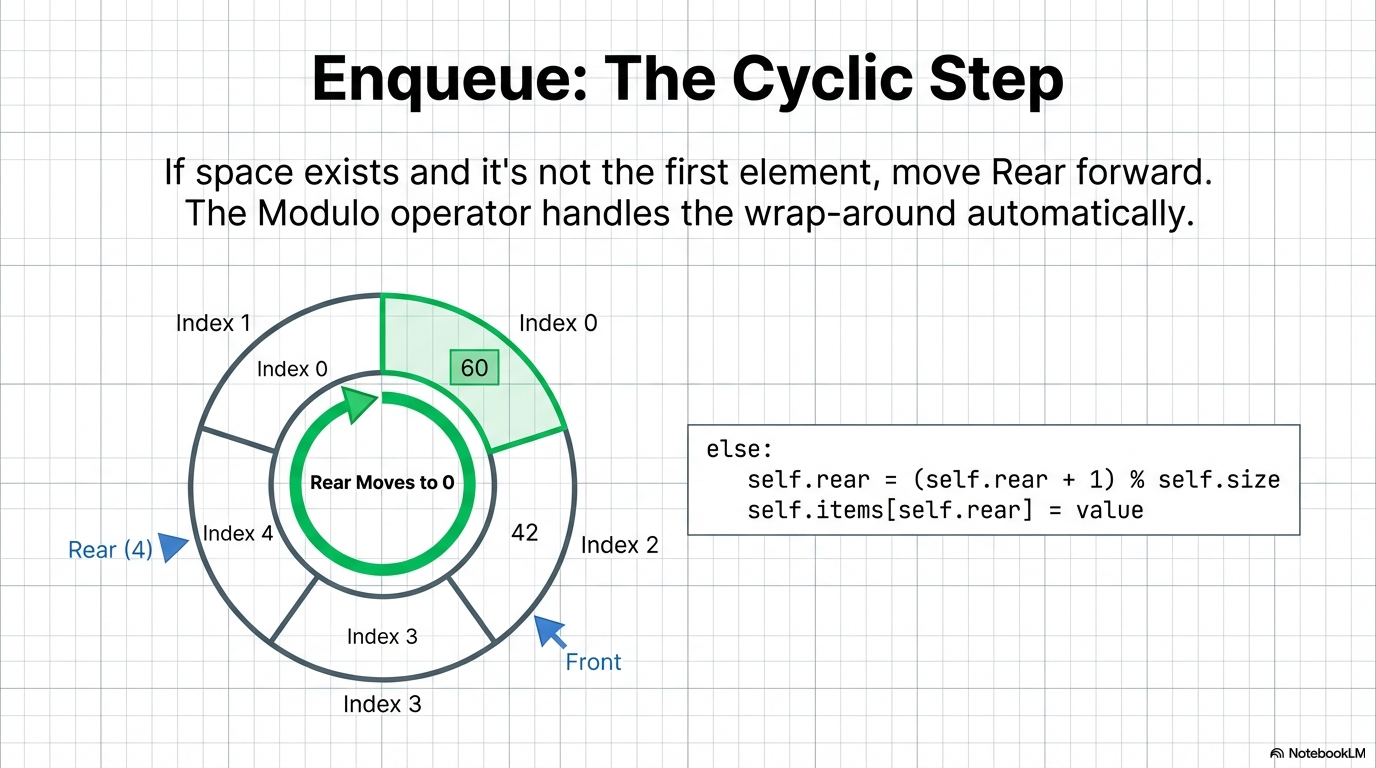 Enqueue: The Cyclic Step
If space exists and it's not the first element, move Rear forward.
The Modulo operator handles the wrap-around automatically.
Index 1
Index 0
Index 0
60
Rear Moves to 0
Rear (4)
Index 4
42
Index 2
Index 3
Front
Index 3
else:
self.rear = (self.rear + 1) % self.size
self.items[self.rear] = value
NotebookLM